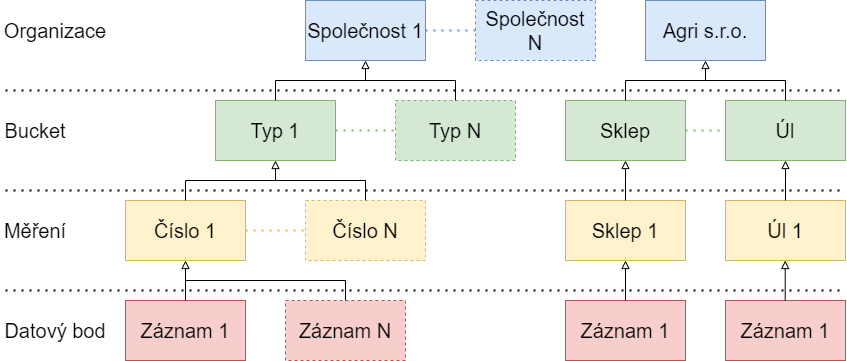 Organizace
Společnost 1
Společnost
N
Agri s.r.o.
Bucket
Typ 1
Typ N
Sklep
Úl
Měření
Číslo 1
Číslo N
Sklep 1
Úl 1
Datový bod
Záznam 1
Záznam N
Záznam 1
Záznam 1